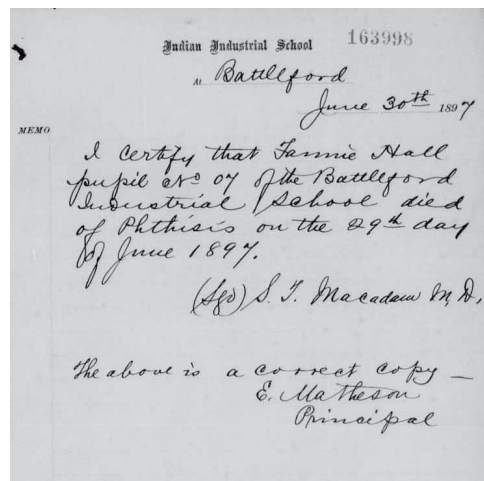 Indian Industrial School 163998
At Battleford
June 30th 1897
MEMO
I certify that Fannie Hall
pupil No 07 of the Battleford
Industrial School died
of Phthisis on the 29th day
of June 1897.
(Sgd) S. T. Macadam M.D.
The above is a correct copy —
E. Matheson
Principal